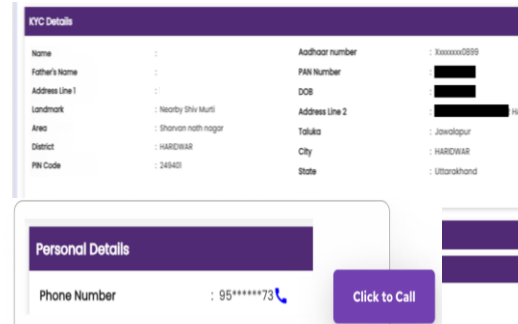 KYC Details
Name : Aadhaar number : Xxxxxxxx0899
Father's Name : PAN Number :
Address Line 1 : DOB :
Landmark : Nearby Shiv Murti Address Line 2 :
Area : Sharvan nath nagar Taluka : Jawalapur
District : HARIDWAR City : HARIDWAR
PIN Code : 249401 State : Uttarakhand
Personal Details
Phone Number : 95******73
Click to Call